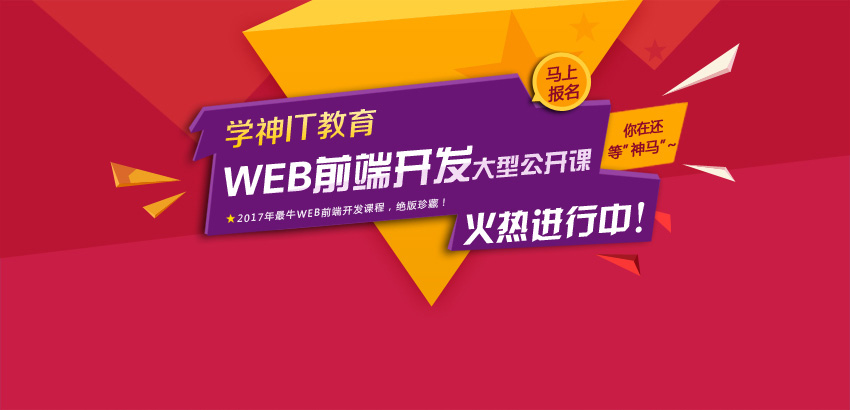 马上
报名
学神IT教育
你在还
等"神马"~
WEB前端开发大型公开课
★2017年最牛WEB前端开发课程，绝版珍藏！
火热进行中!